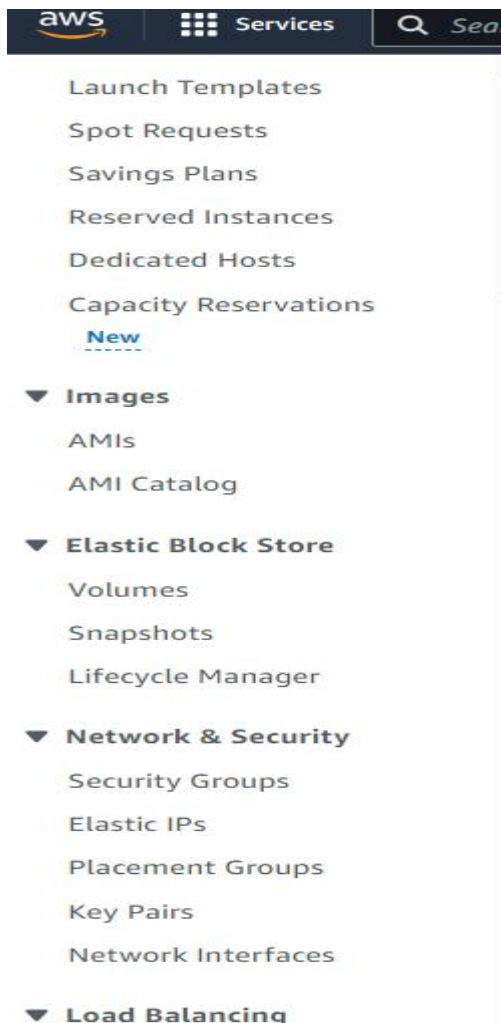 aws
Services
Launch Templates
Spot Requests
Savings Plans
Reserved Instances
Dedicated Hosts
Capacity Reservations
New
Images
AMIs
AMI Catalog
Elastic Block Store
Volumes
Snapshots
Lifecycle Manager
Network & Security
Security Groups
Elastic IPs
Placement Groups
Key Pairs
Network Interfaces
Load Balancing